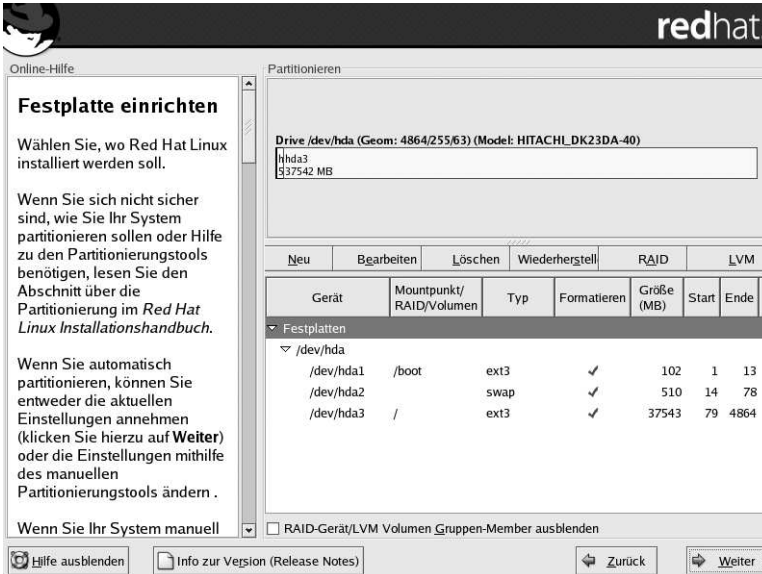 redhat.
Online-Hilfe
Festplatte einrichten
Wählen Sie, wo Red Hat Linux
installiert werden soll.
Wenn Sie sich nicht sicher
sind, wie Sie Ihr System
partitionieren sollen oder Hilfe
zu den Partitionierungstools
benötigen, lesen Sie den
Abschnitt über die
Partitionierung im Red Hat
Linux Installationshandbuch.
Wenn Sie automatisch
partitionieren, können Sie
entweder die aktuellen
Einstellungen annehmen
(klicken Sie hierzu auf Weiter)
oder die Einstellungen mithilfe
des manuellen
Partitionierungstools ändern .
Wenn Sie Ihr System manuell
Partitionieren
Drive /dev/hda (Geom: 4864/255/63) (Model: HITACHI_DK23DA-40)
h hda3
5 37542 MB
Neu Bearbeiten Löschen Wiederherstell RAID LVM
Gerät Mountpunkt/ RAID/Volumen Typ Formatieren Größe (MB) Start Ende
Festplatten
/dev/hda
/dev/hda1 /boot ext3 ✔ 102 1 13
/dev/hda2 swap ✔ 510 14 78
/dev/hda3 / ext3 ✔ 37543 79 4864
RAID-Gerät/LVM Volumen Gruppen-Member ausblenden
Hilfe ausblenden Info zur Version (Release Notes) Zurück Weiter